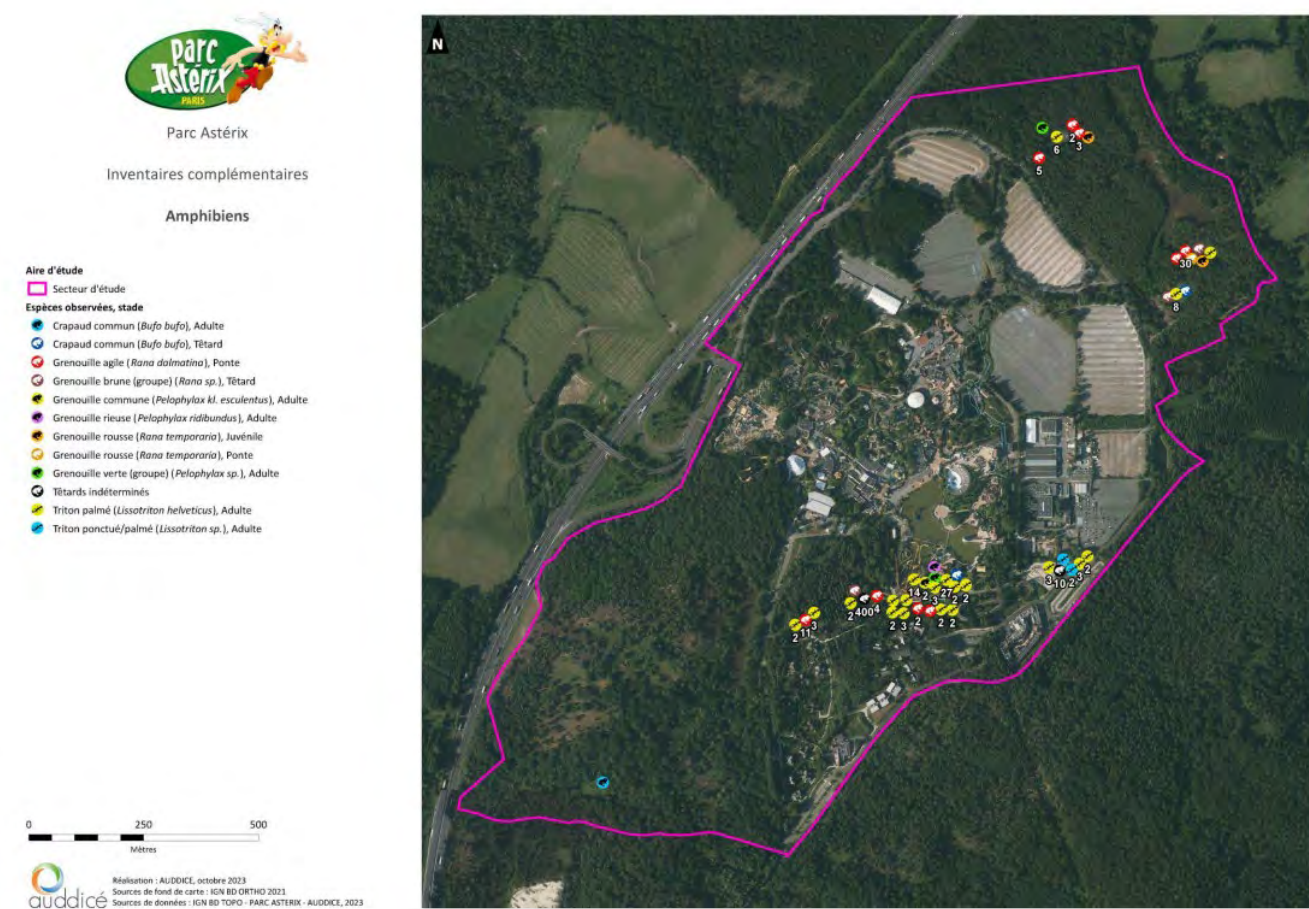 parc
Astérix
PARIS
Parc Astérix
Inventaires complémentaires
Amphibiens
Aire d'étude
Secteur d'étude
Espèces observées, stade
Crapaud commun (Bufo bufo), Adulte
Crapaud commun (Bufo bufo), Têtard
Grenouille agile (Rana dalmatina), Ponte
Grenouille brune (groupe) (Rana sp.), Têtard
Grenouille commune (Pelophylax kl. esculentus), Adulte
Grenouille rieuse (Pelophylax ridibundus), Adulte
Grenouille rousse (Rana temporaria), Juvénile
Grenouille rousse (Rana temporaria), Ponte
Grenouille verte (groupe) (Pelophylax sp.), Adulte
Têtards indéterminés
Triton palmé (Lissotriton helveticus), Adulte
Triton ponctué/palmé (Lissotriton sp.), Adulte
0 250 500
Mètres
auddicé
Réalisation : AUDDICE, octobre 2023
Sources de fond de carte : IGN BD ORTHO 2021
Sources de données : IGN BD TOPO - PARC ASTERIX - AUDDICE, 2023
N
2
6 3
5
30
8
3 10 2 3 2
14 2 3 27 2 2
2 400 4
2 3 2 2 2
2 11 3